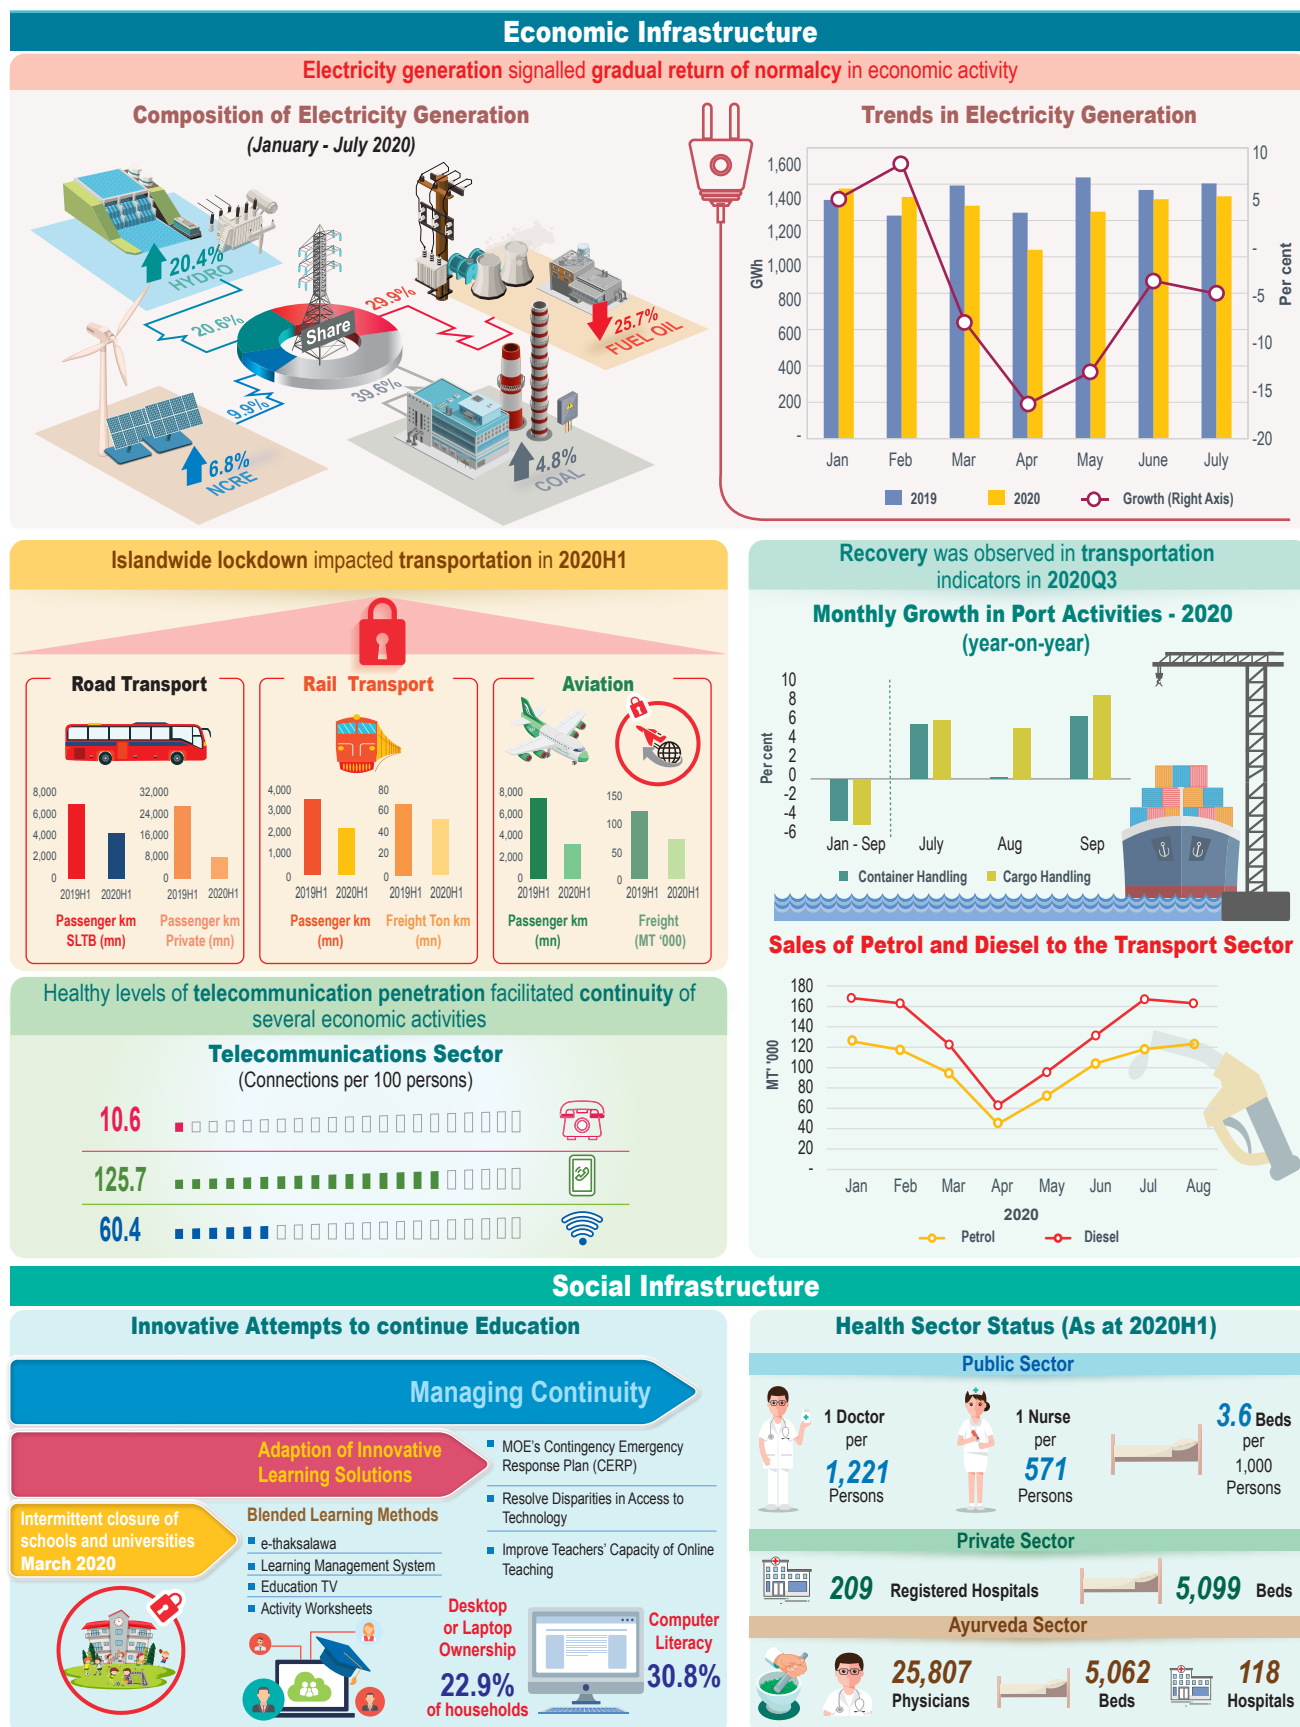 Economic Infrastructure
Electricity generation signalled gradual return of normalcy in economic activity
Composition of Electricity Generation
(January - July 2020)
20.4%
HYDRO
20.6%
29.9%
Share
25.7%
FUEL OIL
9.9%
39.6%
6.8%
NCRE
4.8%
COAL
Trends in Electricity Generation
GWh
1,600
1,400
1,200
1,000
800
600
400
200
-
10
5
-
-5
-10
-15
-20
Per cent
Jan Feb Mar Apr May June July
2019 2020 Growth (Right Axis)
Islandwide lockdown impacted transportation in 2020H1
Road Transport
8,000
6,000
4,000
2,000
0
2019H1 2020H1
Passenger km
SLTB (mn)
32,000
24,000
16,000
8,000
0
2019H1 2020H1
Passenger km
Private (mn)
Rail Transport
4,000
3,000
2,000
1,000
0
2019H1 2020H1
Passenger km
(mn)
80
60
40
20
0
2019H1 2020H1
Freight Ton km
(mn)
Aviation
8,000
6,000
4,000
2,000
0
2019H1 2020H1
Passenger km
(mn)
150
100
50
0
2019H1 2020H1
Freight
(MT ‘000)
Recovery was observed in transportation
indicators in 2020Q3
Monthly Growth in Port Activities - 2020
(year-on-year)
Per cent
10
8
6
4
2
0
-2
-4
-6
Jan - Sep July Aug Sep
Container Handling Cargo Handling
Sales of Petrol and Diesel to the Transport Sector
MT' '000
180
160
140
120
100
80
60
40
20
-
Jan Feb Mar Apr May Jun Jul Aug
2020
Petrol Diesel
Healthy levels of telecommunication penetration facilitated continuity of
several economic activities
Telecommunications Sector
(Connections per 100 persons)
10.6
125.7
60.4
Social Infrastructure
Innovative Attempts to continue Education
Managing Continuity
Adaption of Innovative
Learning Solutions
Intermittent closure of
schools and universities
March 2020
Blended Learning Methods
e-thaksalawa
Learning Management System
Education TV
Activity Worksheets
MOE's Contingency Emergency
Response Plan (CERP)
Resolve Disparities in Access to
Technology
Improve Teachers’ Capacity of Online
Teaching
Desktop
or Laptop
Ownership
22.9%
of households
Computer
Literacy
30.8%
Health Sector Status (As at 2020H1)
Public Sector
1 Doctor
per
1,221
Persons
1 Nurse
per
571
Persons
3.6 Beds
per
1,000
Persons
Private Sector
209 Registered Hospitals
5,099 Beds
Ayurveda Sector
25,807
Physicians
5,062
Beds
118
Hospitals